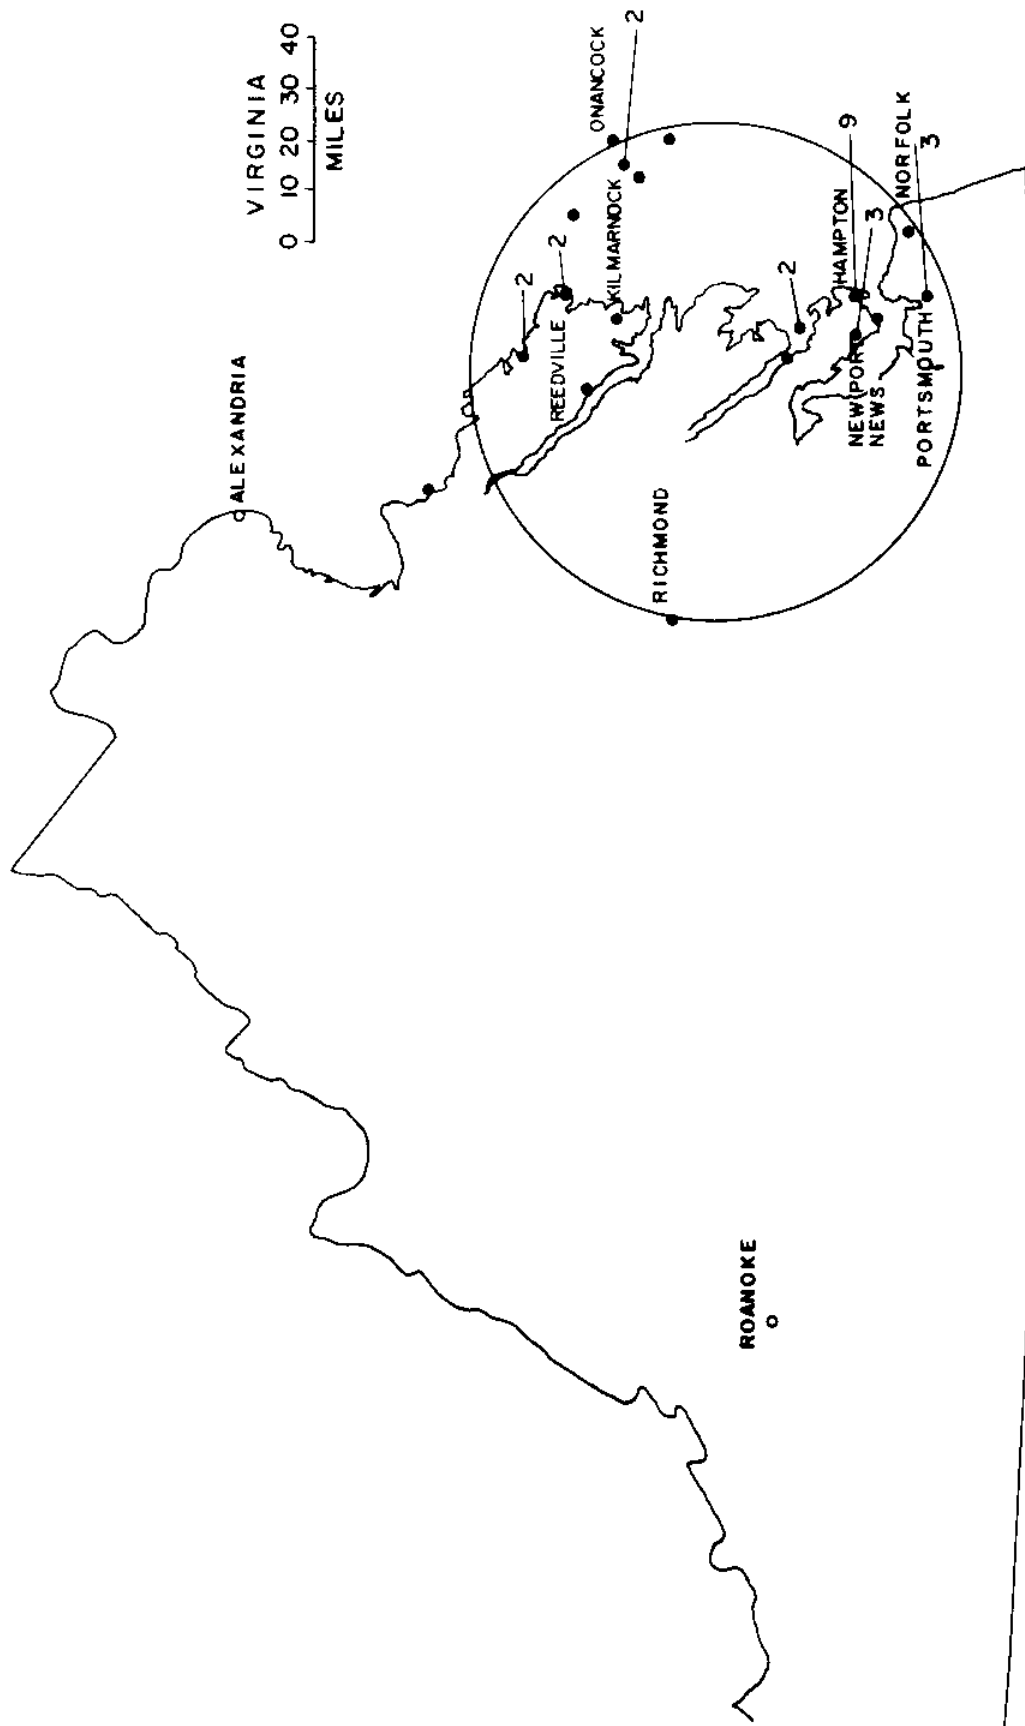 VIRGINIA
0 10 20 30 40
MILES
ALEXANDRIA
2
2
REEDVILLE
ONANCOCK
2
KILMARNOCK
RICHMOND
2
HAMPTON
9
NEWPORT
NEWS
3
NORFOLK
3
PORTSMOUTH
ROANOKE